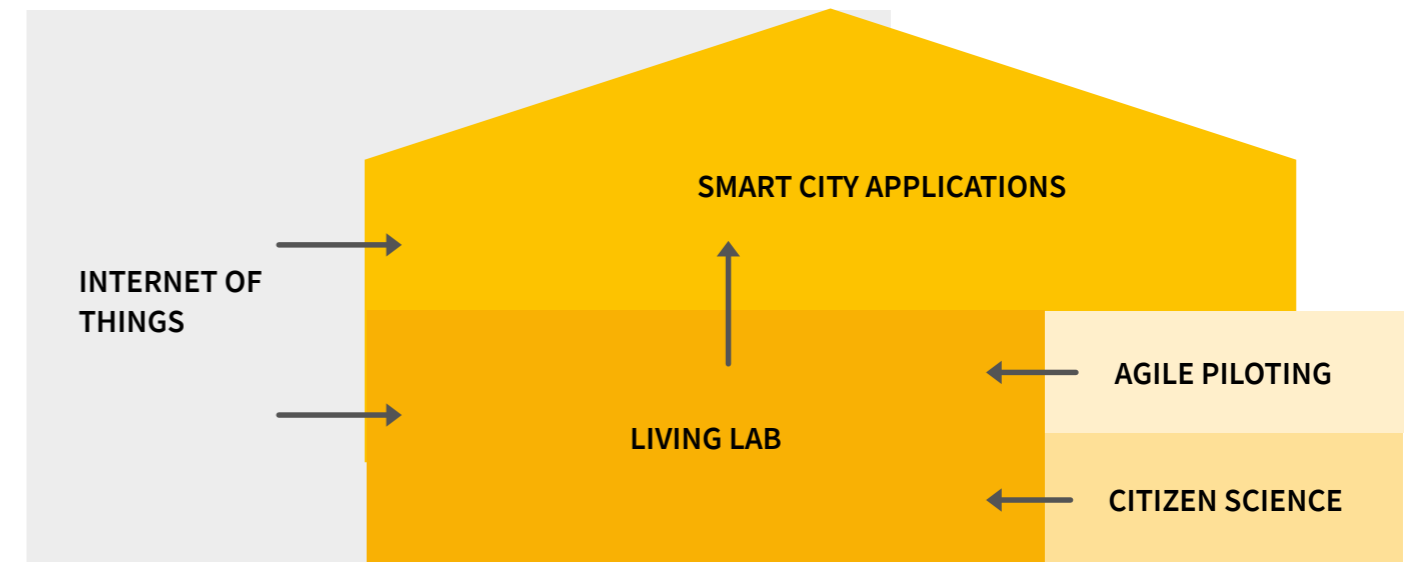 SMART CITY APPLICATIONS
INTERNET OF
THINGS
AGILE PILOTING
LIVING LAB
CITIZEN SCIENCE